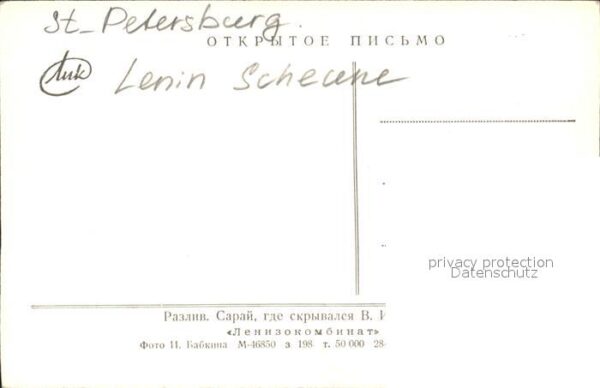 St-Petersburg.
ОТКРЫТОЕ ПИСЬМО
Лик Lenin Scheune
privacy protection
Datenschutz
Разлив. Сарай, где скрывался В. И
«Ленизокомбинат»
Фото П. Бабкина М-46850 з 198 т. 50 000 28-